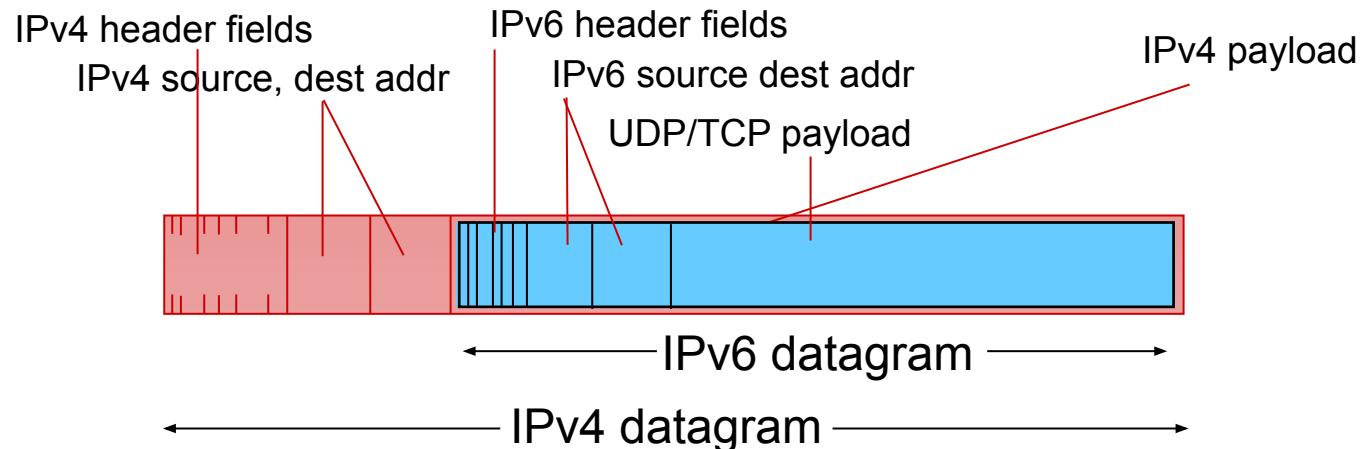 IPv4 header fields
IPv6 header fields
IPv4 payload
IPv4 source, dest addr
IPv6 source dest addr
UDP/TCP payload
IPv6 datagram
IPv4 datagram